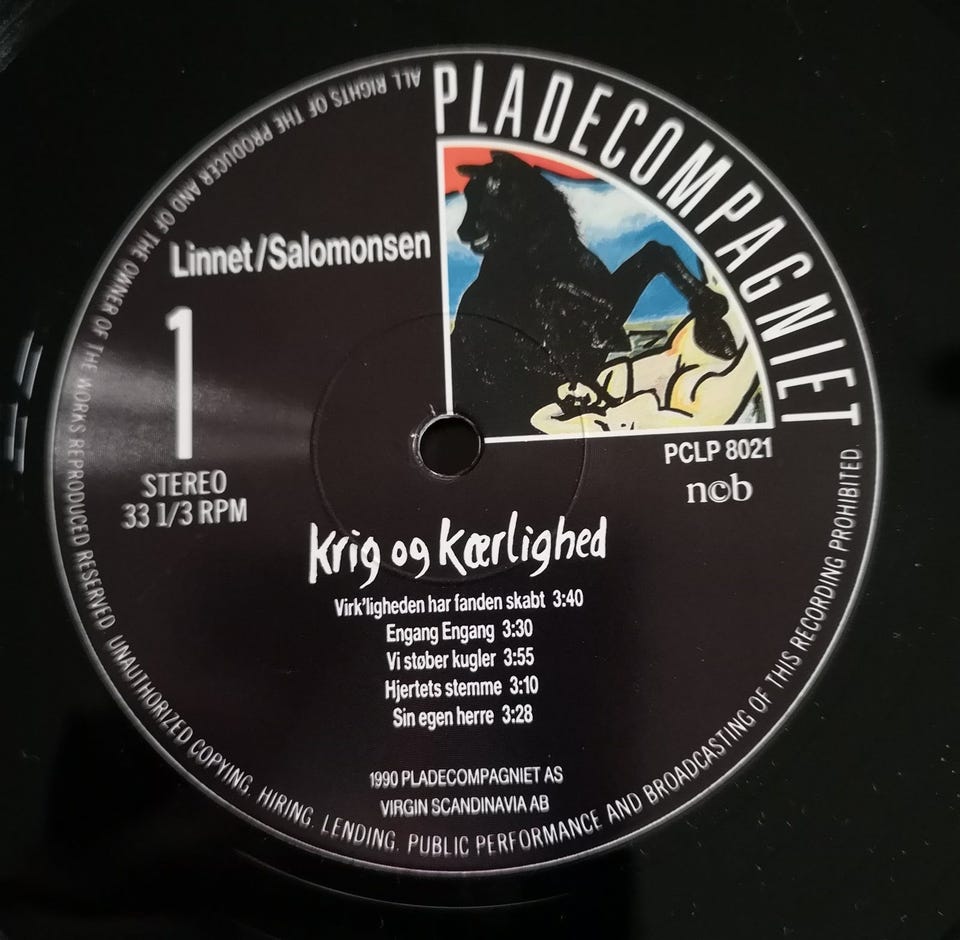 PLADECOMPAGNIET
Linnet/Salomonsen
1
STEREO
33 1/3 RPM
PCLP 8021
n©b
Krig og Kærlighed
Virk'ligheden har fanden skabt 3:40
Engang Engang 3:30
Vi støber kugler 3:55
Hjertets stemme 3:10
Sin egen herre 3:28
1990 PLADECOMPAGNIET AS
VIRGIN SCANDINAVIA AB
ALL RIGHTS OF THE PRODUCER AND OF THE OWNER OF THE WORKS REPRODUCED RESERVED. UNAUTHORIZED COPYING, HIRING, LENDING, PUBLIC PERFORMANCE AND BROADCASTING OF THIS RECORDING PROHIBITED.